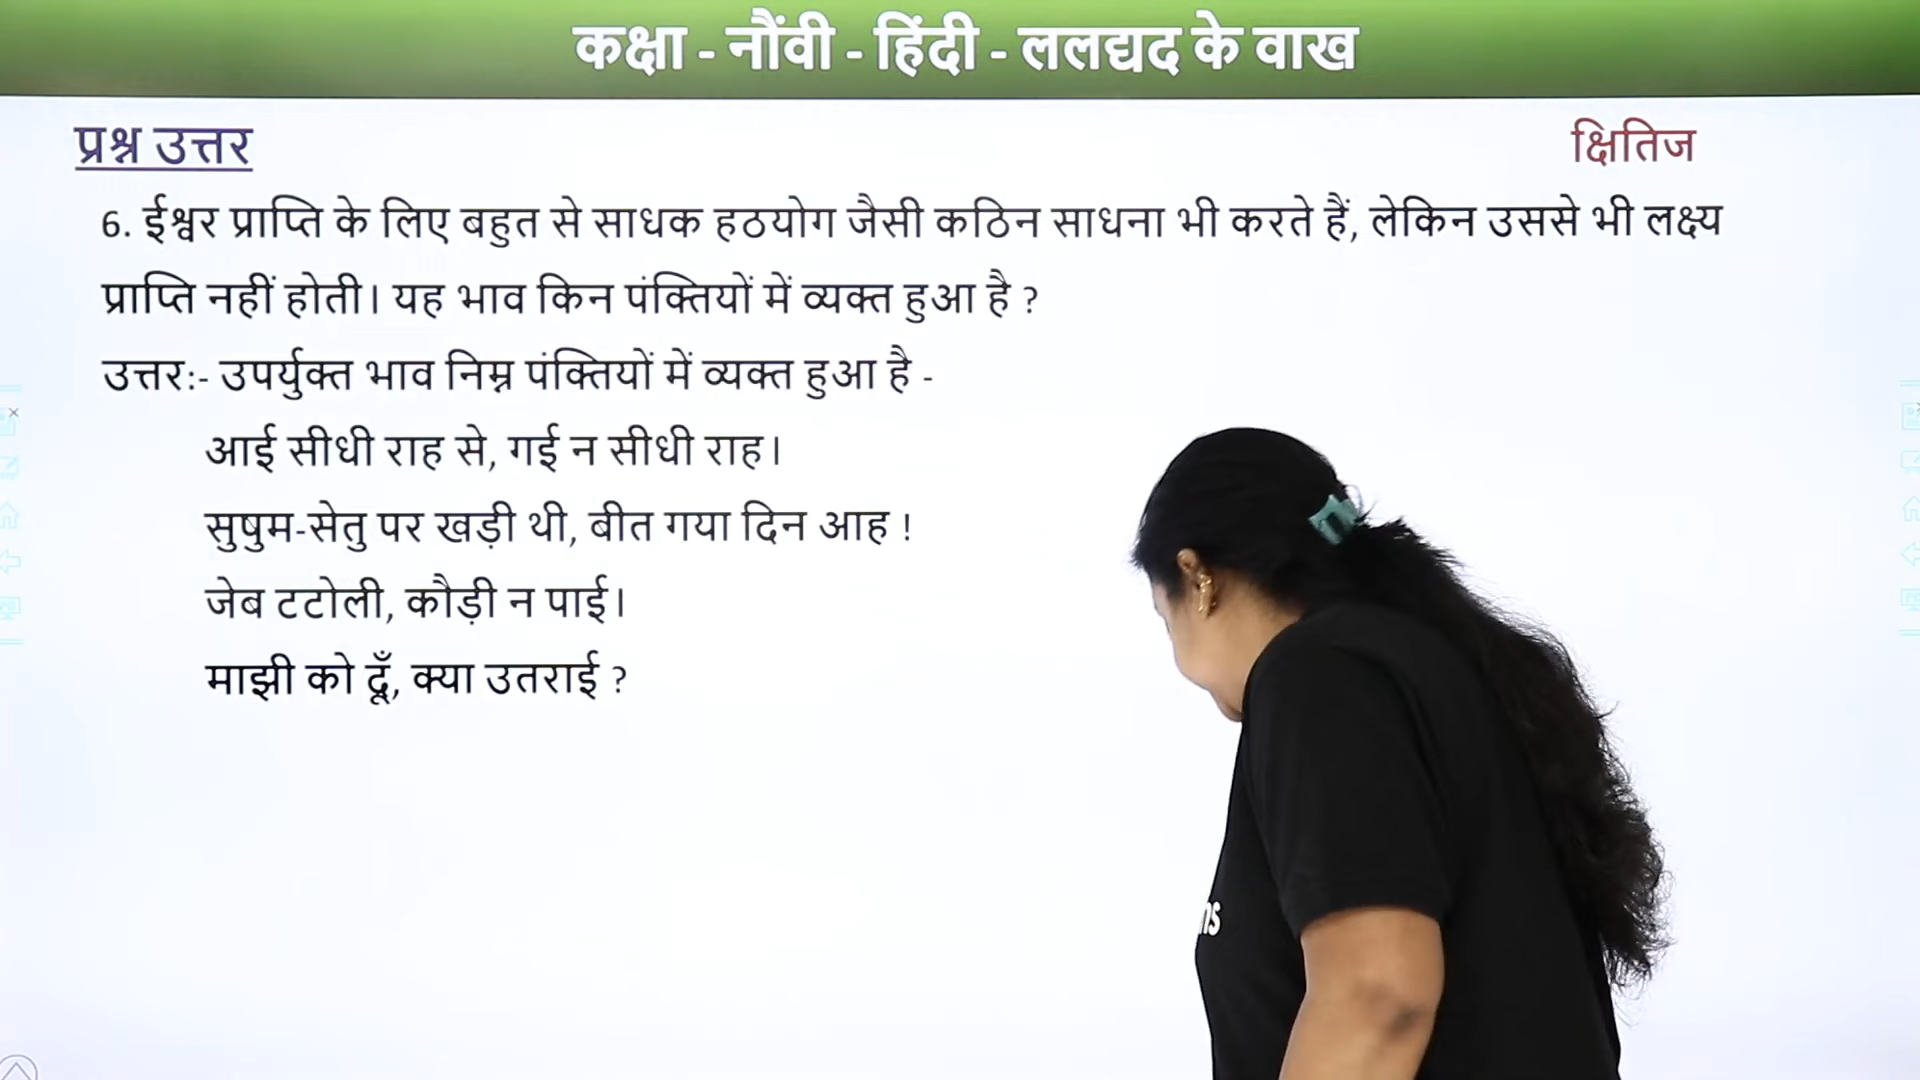 कक्षा - नौंवी - हिंदी - ललद्यद के वाख
प्रश्न उत्तर
क्षितिज
6. ईश्वर प्राप्ति के लिए बहुत से साधक हठयोग जैसी कठिन साधना भी करते हैं, लेकिन उससे भी लक्ष्य
प्राप्ति नहीं होती। यह भाव किन पंक्तियों में व्यक्त हुआ है ?
उत्तर:- उपर्युक्त भाव निम्न पंक्तियों में व्यक्त हुआ है -
आई सीधी राह से, गई न सीधी राह।
सुषुम-सेतु पर खड़ी थी, बीत गया दिन आह !
जेब टटोली, कौड़ी न पाई।
माझी को दूँ, क्या उतराई ?